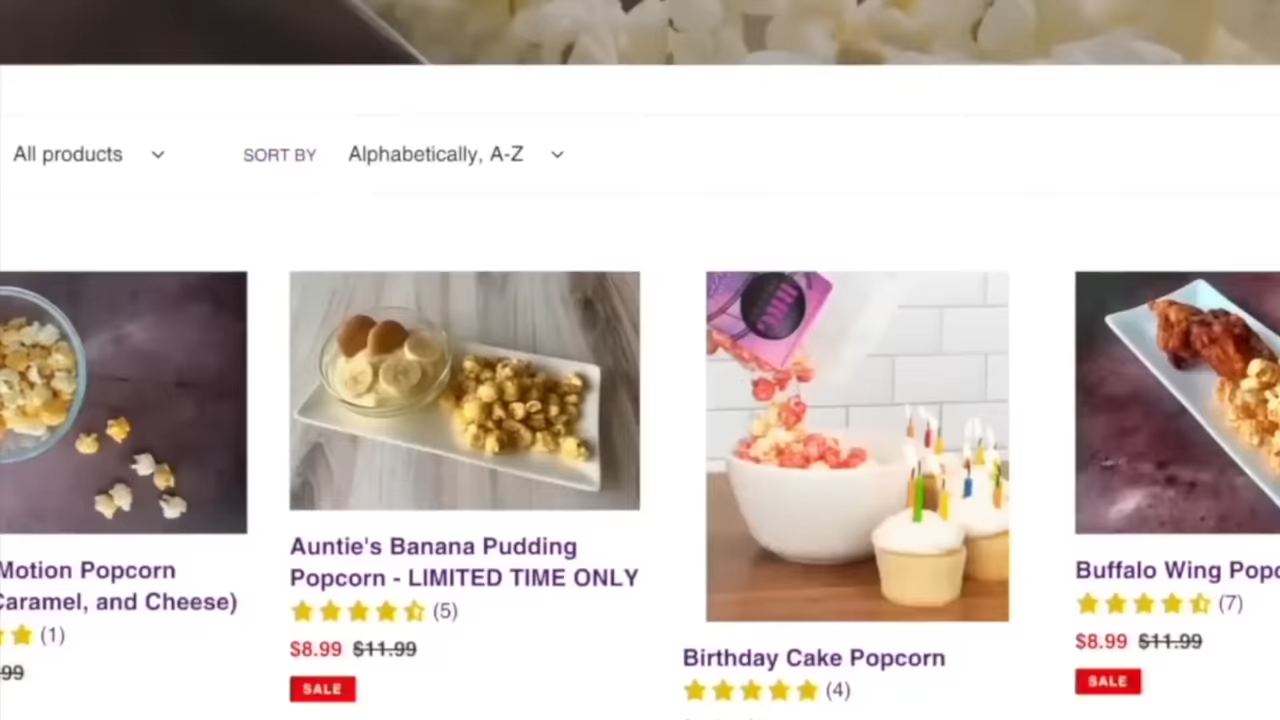 All products
SORT BY
Alphabetically, A-Z
Motion Popcorn
Caramel, and Cheese)
(1)
99
Auntie's Banana Pudding
Popcorn - LIMITED TIME ONLY
(5)
$8.99 $11.99
SALE
Birthday Cake Popcorn
(4)
Buffalo Wing Popc
(7)
$8.99 $11.99
SALE